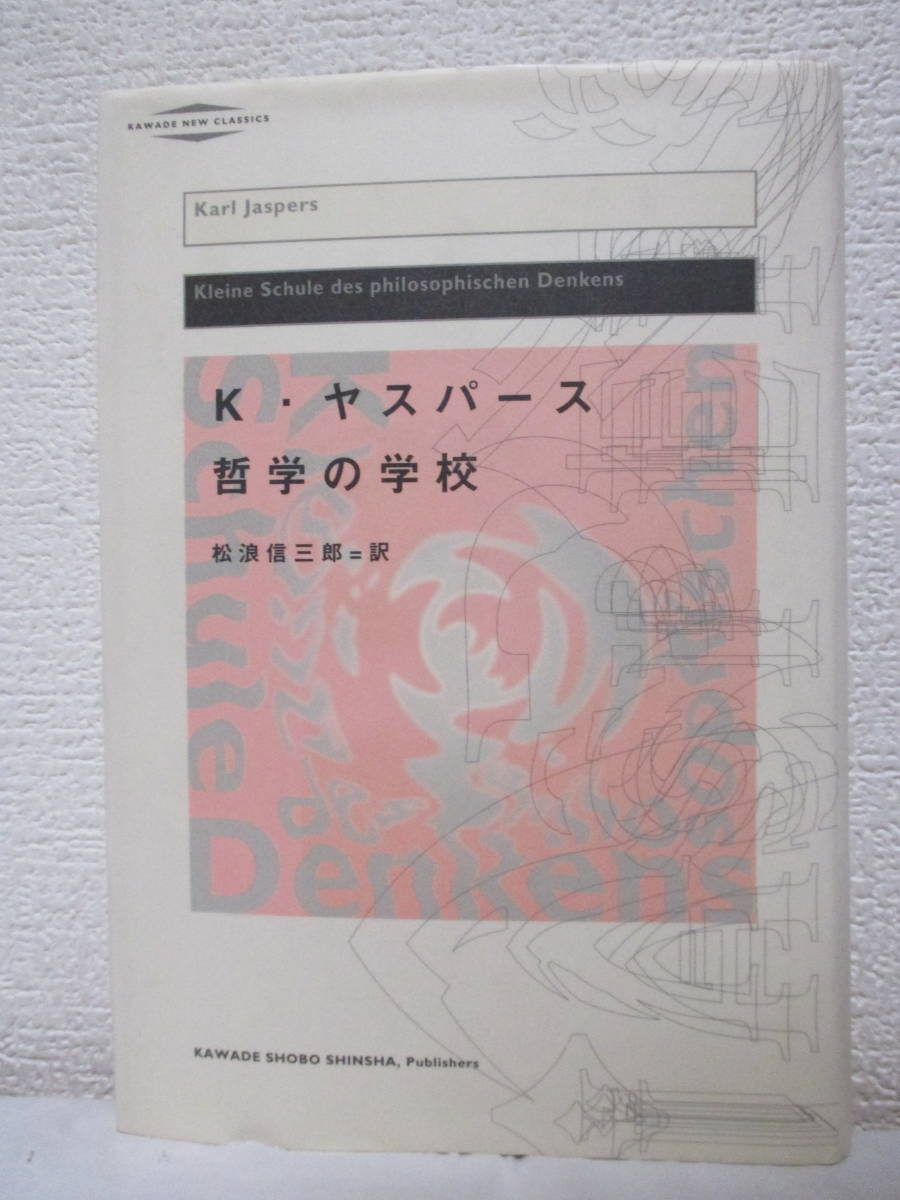 KAWADE NEW CLASSICS
Karl Jaspers
Kleine Schule des philosophischen Denkens
K・ヤスパース
哲学の学校
松浪信三郎=訳
Schule
Denkens
KAWADE SHOBO SHINSHA, Publishers